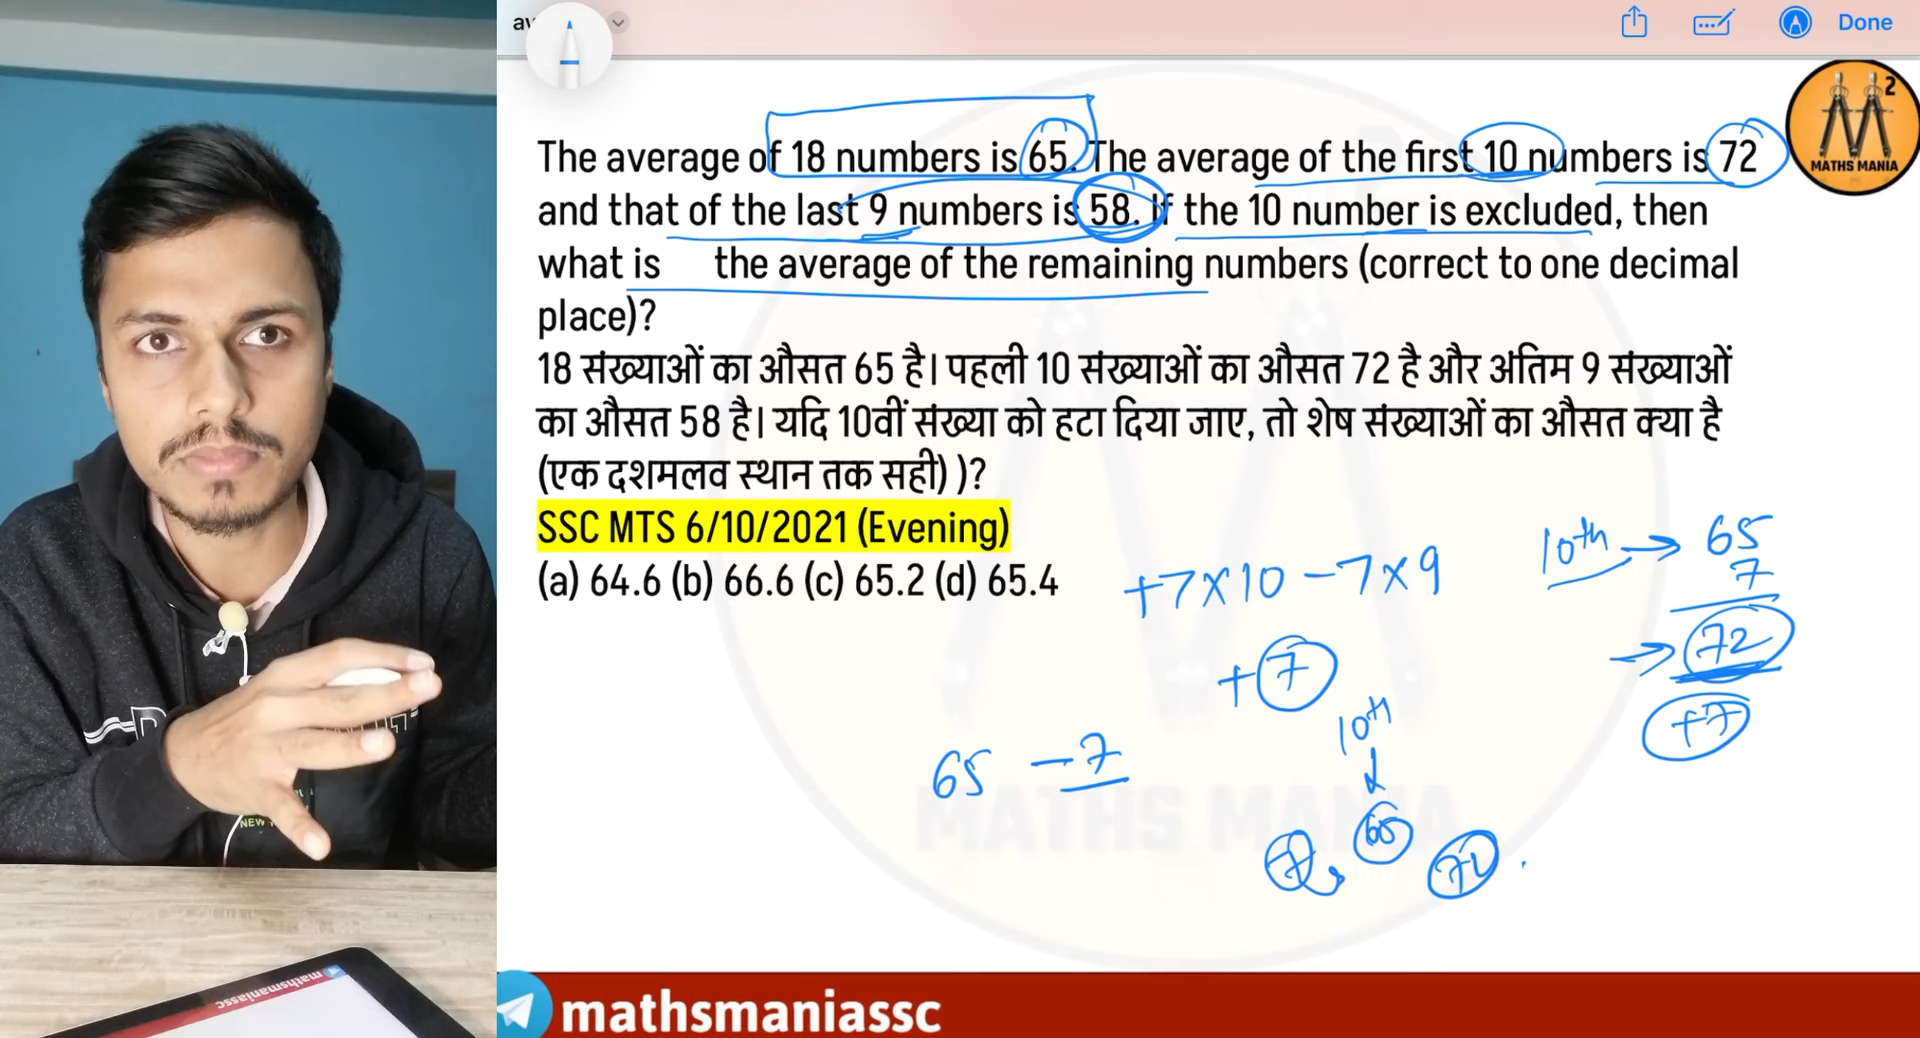 Done
The average of 18 numbers is 65. The average of the first 10 numbers is 72
and that of the last 9 numbers is 58. If the 10 number is excluded, then
what is the average of the remaining numbers (correct to one decimal
place)?
18 संख्याओं का औसत 65 है। पहली 10 संख्याओं का औसत 72 है और अंतिम 9 संख्याओं
का औसत 58 है। यदि 10वीं संख्या को हटा दिया जाए, तो शेष संख्याओं का औसत क्या है
(एक दशमलव स्थान तक सही) )?
SSC MTS 6/10/2021 (Evening)
(a) 64.6 (b) 66.6 (c) 65.2 (d) 65.4
+7×10 -7×9
+7
10th → 65
7
→ 72
+7
65 -7
10th
65
72
M 2
MATHS MANIA
MATHS MANIA
mathsmaniassc
mathsmaniassc